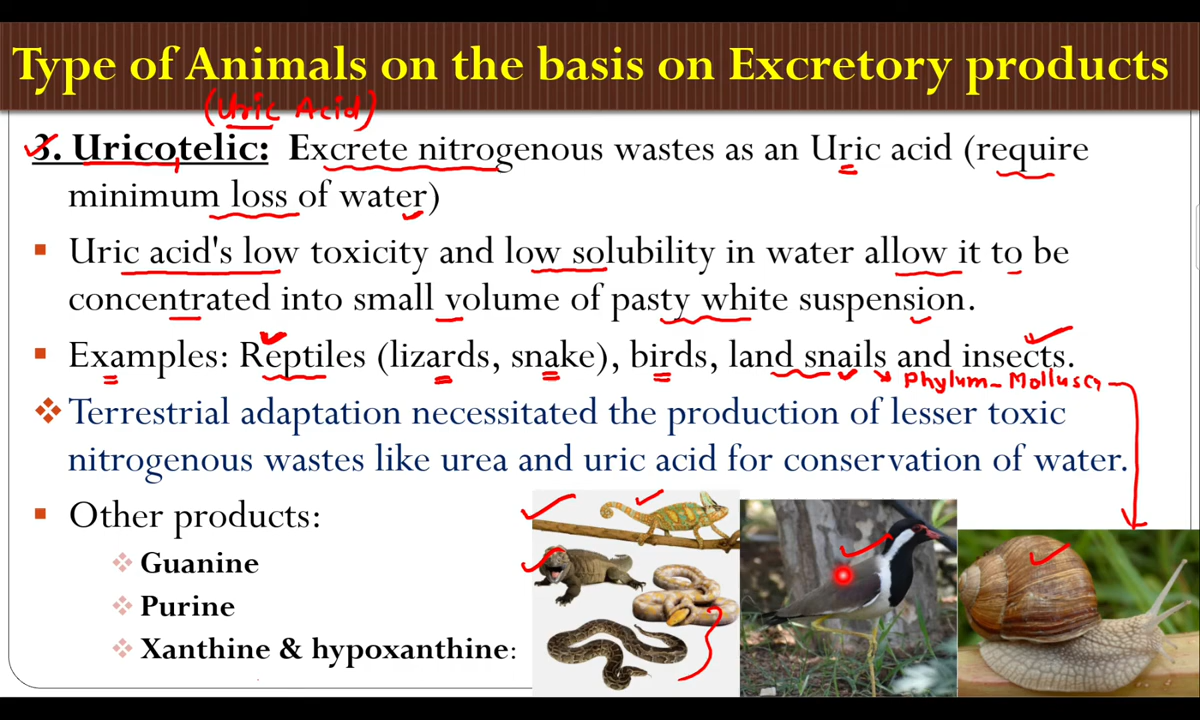 Type of Animals on the basis on Excretory products
(Uric Acid)
3. Uricotelic: Excrete nitrogenous wastes as an Uric acid (require
minimum loss of water)
▪ Uric acid's low toxicity and low solubility in water allow it to be
concentrated into small volume of pasty white suspension.
▪ Examples: Reptiles (lizards, snake), birds, land snails and insects.
Phylum - Mollusca
❖ Terrestrial adaptation necessitated the production of lesser toxic
nitrogenous wastes like urea and uric acid for conservation of water.
▪ Other products:
❖ Guanine
❖ Purine
❖ Xanthine & hypoxanthine: